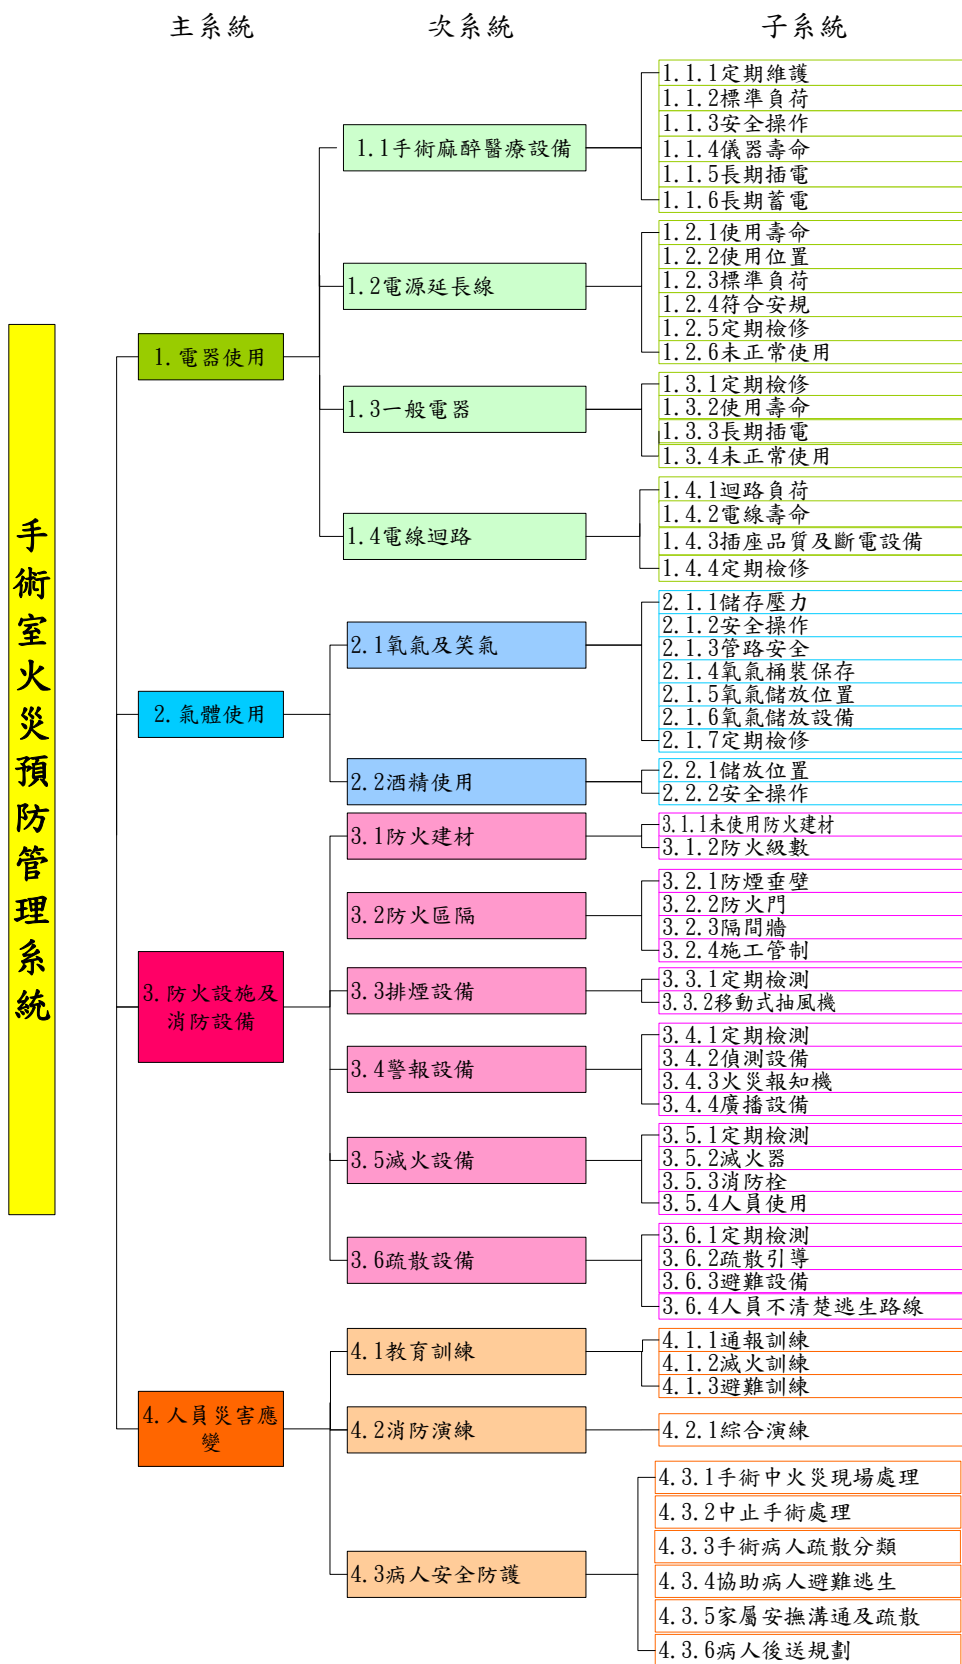 主系統
次系統
子系統
手術室火災預防管理系統
1.電器使用
1.1手術麻醉醫療設備
1.1.1定期維護
1.1.2標準負荷
1.1.3安全操作
1.1.4儀器壽命
1.1.5長期插電
1.1.6長期蓄電
1.2電源延長線
1.2.1使用壽命
1.2.2使用位置
1.2.3標準負荷
1.2.4符合安規
1.2.5定期檢修
1.2.6未正常使用
1.3一般電器
1.3.1定期檢修
1.3.2使用壽命
1.3.3長期插電
1.3.4未正常使用
1.4電線迴路
1.4.1迴路負荷
1.4.2電線壽命
1.4.3插座品質及斷電設備
1.4.4定期檢修
2.氣體使用
2.1氧氣及笑氣
2.1.1儲存壓力
2.1.2安全操作
2.1.3管路安全
2.1.4氧氣桶裝保存
2.1.5氧氣儲放位置
2.1.6氧氣儲放設備
2.1.7定期檢修
2.2酒精使用
2.2.1儲放位置
2.2.2安全操作
3.防火設施及
消防設備
3.1防火建材
3.1.1未使用防火建材
3.1.2防火級數
3.2防火區隔
3.2.1防煙垂壁
3.2.2防火門
3.2.3隔間牆
3.2.4施工管制
3.3排煙設備
3.3.1定期檢測
3.3.2移動式抽風機
3.4警報設備
3.4.1定期檢測
3.4.2偵測設備
3.4.3火災報知機
3.4.4廣播設備
3.5滅火設備
3.5.1定期檢測
3.5.2滅火器
3.5.3消防栓
3.5.4人員使用
3.6疏散設備
3.6.1定期檢測
3.6.2疏散引導
3.6.3避難設備
3.6.4人員不清楚逃生路線
4.人員災害應
變
4.1教育訓練
4.1.1通報訓練
4.1.2滅火訓練
4.1.3避難訓練
4.2消防演練
4.2.1綜合演練
4.3病人安全防護
4.3.1手術中火災現場處理
4.3.2中止手術處理
4.3.3手術病人疏散分類
4.3.4協助病人避難逃生
4.3.5家屬安撫溝通及疏散
4.3.6病人後送規劃